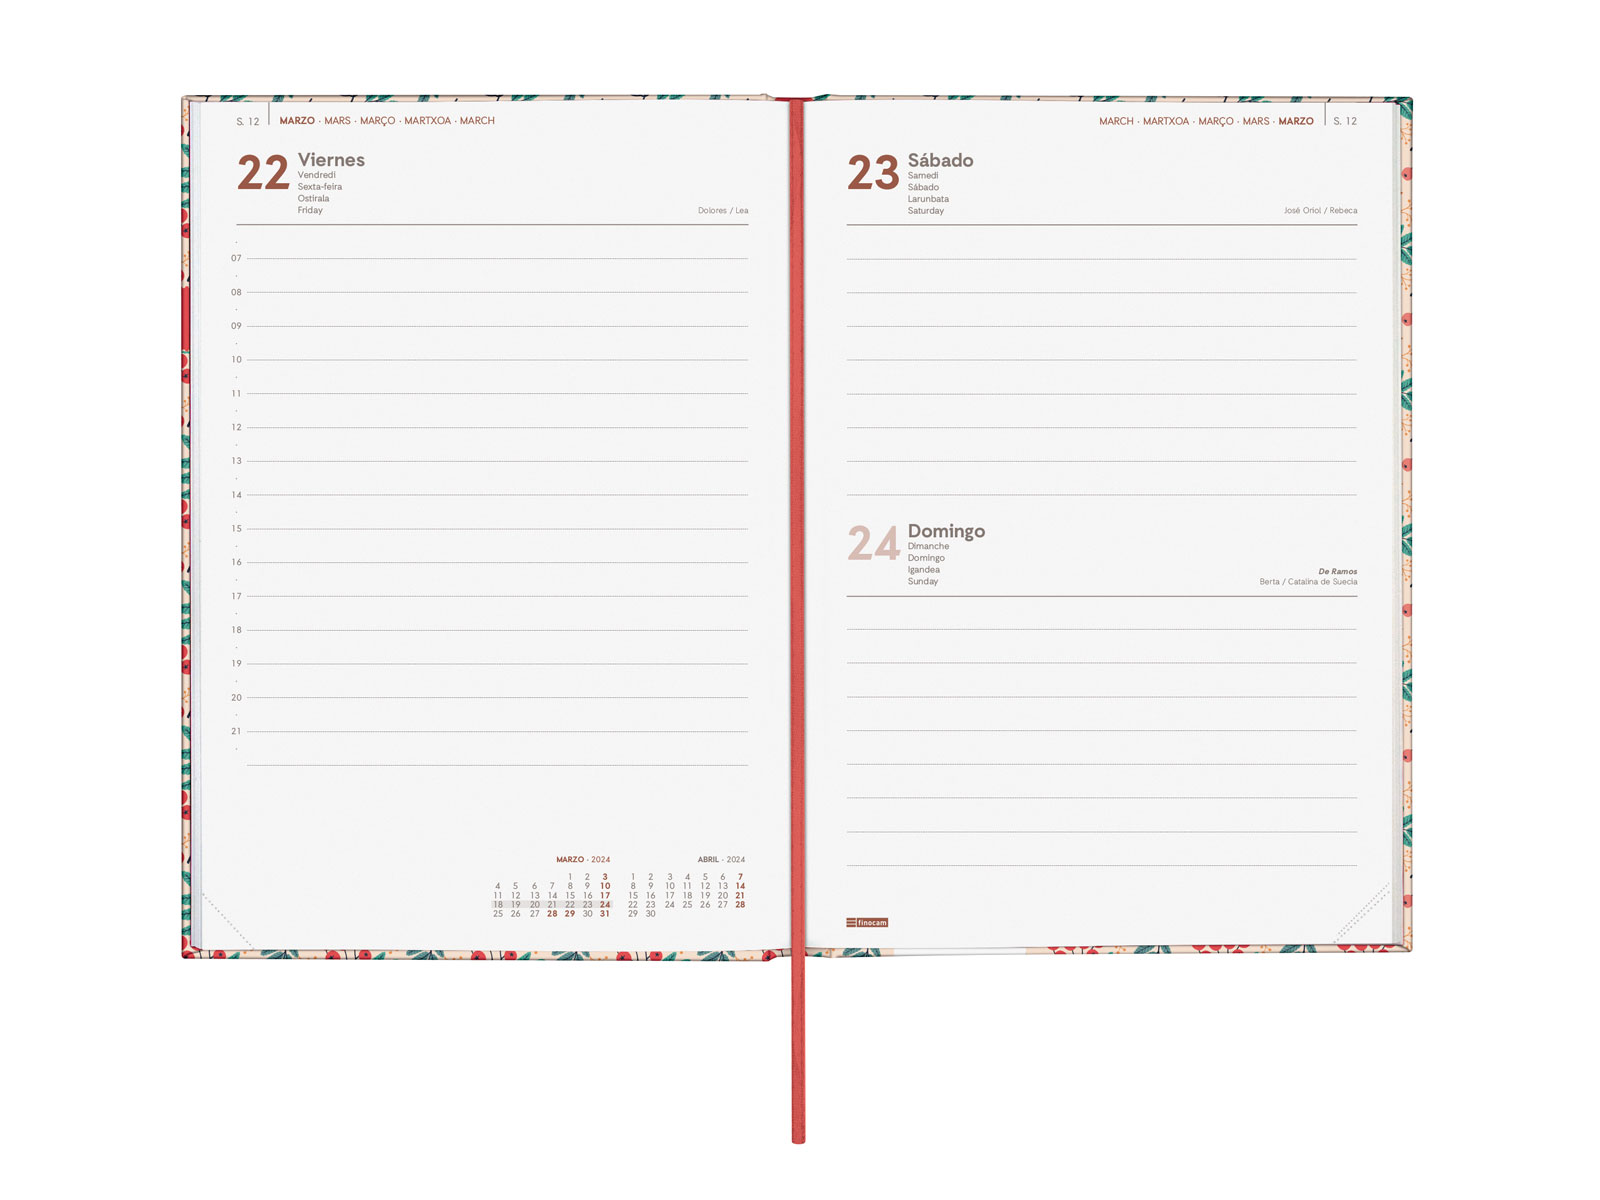 S. 12 MARZO · MARS · MARÇO · MARTXOA · MARCH
22 Viernes
Vendredi
Sexta-feira
Ostirala
Friday
Dolores / Lea
07
08
09
10
11
12
13
14
15
16
17
18
19
20
21
MARZO · 2024
1 2 3
4 5 6 7 8 9 10
11 12 13 14 15 16 17
18 19 20 21 22 23 24
25 26 27 28 29 30 31
ABRIL · 2024
1 2 3 4 5 6 7
8 9 10 11 12 13 14
15 16 17 18 19 20 21
22 23 24 25 26 27 28
29 30
MARCH · MARTXOA · MARÇO · MARS · MARZO S. 12
23 Sábado
Samedi
Sábado
Larunbata
Saturday
José Oriol / Rebeca
24 Domingo
Dimanche
Domingo
Igandea
Sunday
De Ramos
Berta / Catalina de Suecia
finocam